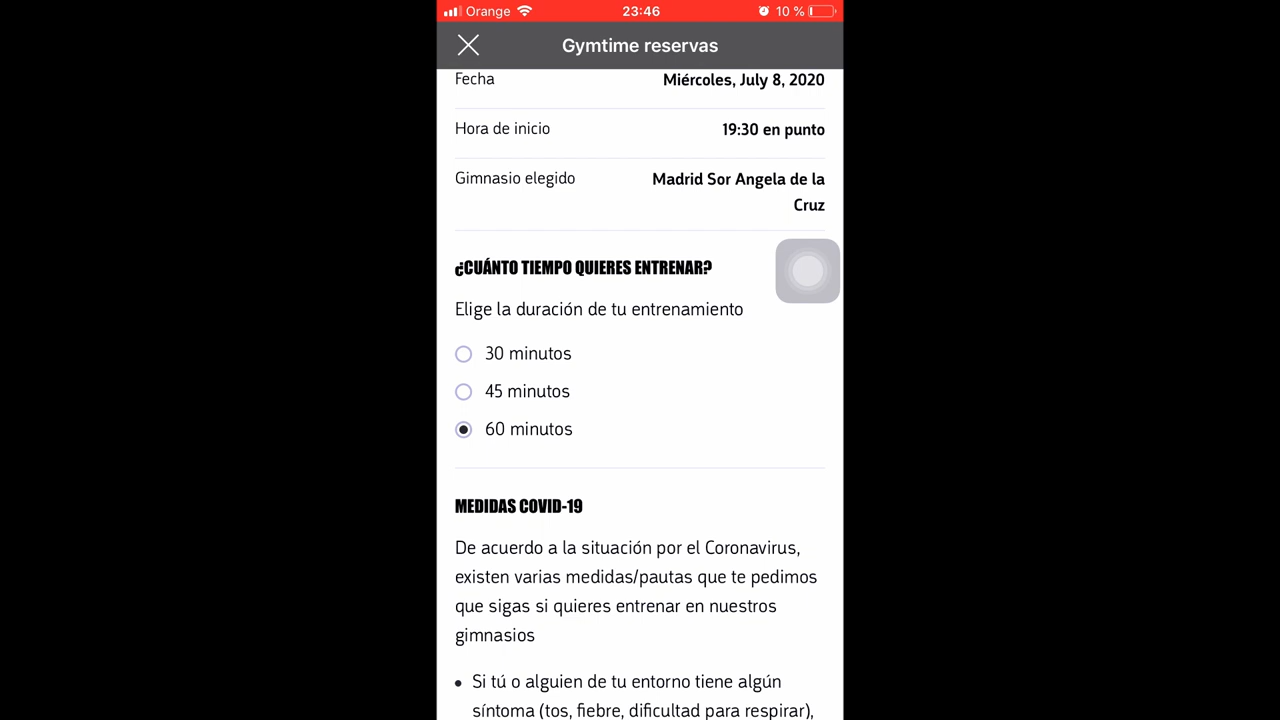 Orange 23:46 10 %
Gymtime reservas
Fecha Miércoles, July 8, 2020
Hora de inicio 19:30 en punto
Gimnasio elegido Madrid Sor Angela de la
Cruz
¿CUÁNTO TIEMPO QUIERES ENTRENAR?
Elige la duración de tu entrenamiento
30 minutos
45 minutos
60 minutos
MEDIDAS COVID-19
De acuerdo a la situación por el Coronavirus,
existen varias medidas/pautas que te pedimos
que sigas si quieres entrenar en nuestros
gimnasios
• Si tú o alguien de tu entorno tiene algún
síntoma (tos, fiebre, dificultad para respirar),